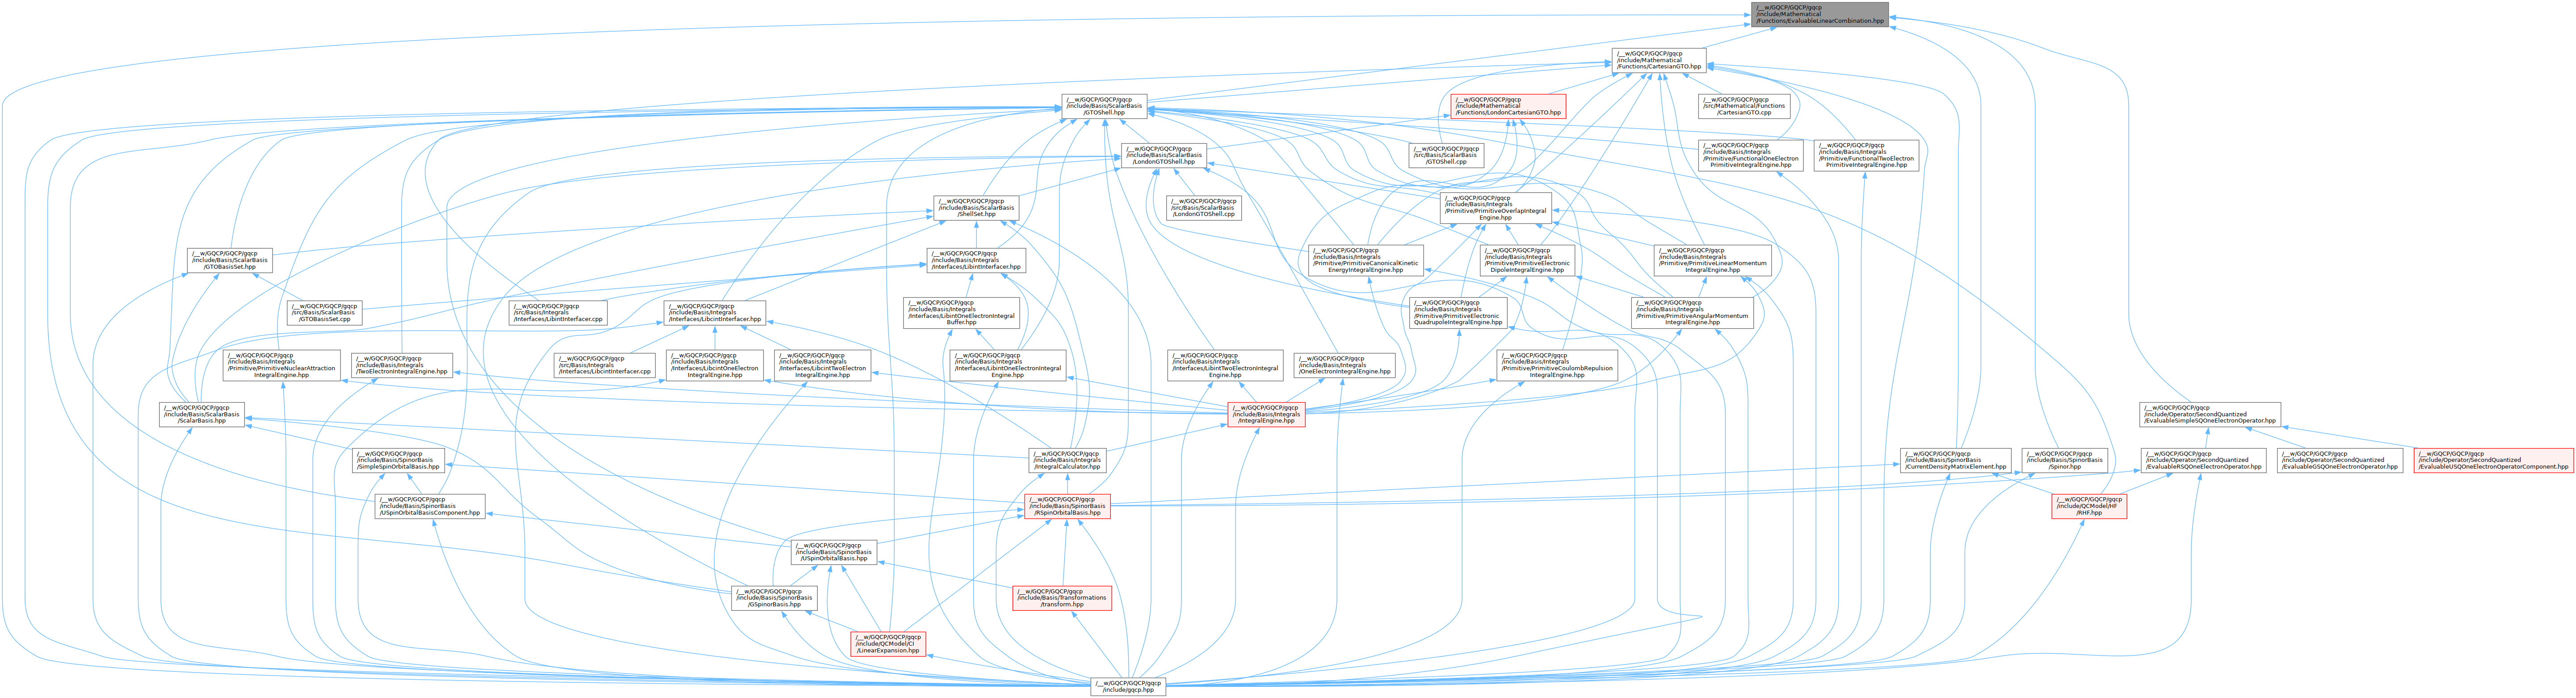 /__w/GQCP/GQCP/gqcp
/include/Mathematical
/Functions/EvaluableLinearCombination.hpp
/__w/GQCP/GQCP/gqcp
/include/Mathematical
/Functions/CartesianGTO.hpp
/__w/GQCP/GQCP/gqcp
/include/Basis/ScalarBasis
/GTOShell.hpp
/__w/GQCP/GQCP/gqcp
/include/Mathematical
/Functions/LondonCartesianGTO.hpp
/__w/GQCP/GQCP/gqcp
/src/Mathematical/Functions
/CartesianGTO.cpp
/__w/GQCP/GQCP/gqcp
/include/Basis/ScalarBasis
/LondonGTOShell.hpp
/__w/GQCP/GQCP/gqcp
/src/Basis/ScalarBasis
/GTOShell.cpp
/__w/GQCP/GQCP/gqcp
/include/Basis/Integrals
/Primitive/FunctionalOneElectron
PrimitiveIntegralEngine.hpp
/__w/GQCP/GQCP/gqcp
/include/Basis/Integrals
/Primitive/FunctionalTwoElectron
PrimitiveIntegralEngine.hpp
/__w/GQCP/GQCP/gqcp
/include/Basis/ScalarBasis
/ShellSet.hpp
/__w/GQCP/GQCP/gqcp
/src/Basis/ScalarBasis
/LondonGTOShell.cpp
/__w/GQCP/GQCP/gqcp
/include/Basis/Integrals
/Primitive/PrimitiveOverlapIntegral
Engine.hpp
/__w/GQCP/GQCP/gqcp
/include/Basis/ScalarBasis
/GTOBasisSet.hpp
/__w/GQCP/GQCP/gqcp
/include/Basis/Integrals
/Interfaces/LibintInterfacer.hpp
/__w/GQCP/GQCP/gqcp
/include/Basis/Integrals
/Primitive/PrimitiveCanonicalKinetic
EnergyIntegralEngine.hpp
/__w/GQCP/GQCP/gqcp
/include/Basis/Integrals
/Primitive/PrimitiveElectronic
DipoleIntegralEngine.hpp
/__w/GQCP/GQCP/gqcp
/include/Basis/Integrals
/Primitive/PrimitiveLinearMomentum
IntegralEngine.hpp
/__w/GQCP/GQCP/gqcp
/src/Basis/ScalarBasis
/GTOBasisSet.cpp
/__w/GQCP/GQCP/gqcp
/src/Basis/Integrals
/Interfaces/LibintInterfacer.cpp
/__w/GQCP/GQCP/gqcp
/include/Basis/Integrals
/Interfaces/LibcintInterfacer.hpp
/__w/GQCP/GQCP/gqcp
/include/Basis/Integrals
/Interfaces/LibintOneElectronIntegral
Buffer.hpp
/__w/GQCP/GQCP/gqcp
/include/Basis/Integrals
/Primitive/PrimitiveElectronic
QuadrupoleIntegralEngine.hpp
/__w/GQCP/GQCP/gqcp
/include/Basis/Integrals
/Primitive/PrimitiveAngularMomentum
IntegralEngine.hpp
/__w/GQCP/GQCP/gqcp
/include/Basis/Integrals
/Primitive/PrimitiveNuclearAttraction
IntegralEngine.hpp
/__w/GQCP/GQCP/gqcp
/include/Basis/Integrals
/TwoElectronIntegralEngine.hpp
/__w/GQCP/GQCP/gqcp
/src/Basis/Integrals
/Interfaces/LibcintInterfacer.cpp
/__w/GQCP/GQCP/gqcp
/include/Basis/Integrals
/Interfaces/LibcintOneElectron
IntegralEngine.hpp
/__w/GQCP/GQCP/gqcp
/include/Basis/Integrals
/Interfaces/LibcintTwoElectron
IntegralEngine.hpp
/__w/GQCP/GQCP/gqcp
/include/Basis/Integrals
/Interfaces/LibintOneElectronIntegral
Engine.hpp
/__w/GQCP/GQCP/gqcp
/include/Basis/Integrals
/Interfaces/LibintTwoElectronIntegral
Engine.hpp
/__w/GQCP/GQCP/gqcp
/include/Basis/Integrals
/OneElectronIntegralEngine.hpp
/__w/GQCP/GQCP/gqcp
/include/Basis/Integrals
/Primitive/PrimitiveCoulombRepulsion
IntegralEngine.hpp
/__w/GQCP/GQCP/gqcp
/include/Basis/ScalarBasis
/ScalarBasis.hpp
/__w/GQCP/GQCP/gqcp
/include/Basis/Integrals
/IntegralEngine.hpp
/__w/GQCP/GQCP/gqcp
/include/Operator/SecondQuantized
/EvaluableSimpleSQOneElectronOperator.hpp
/__w/GQCP/GQCP/gqcp
/include/Basis/SpinorBasis
/SimpleSpinOrbitalBasis.hpp
/__w/GQCP/GQCP/gqcp
/include/Basis/Integrals
/IntegralCalculator.hpp
/__w/GQCP/GQCP/gqcp
/include/Basis/SpinorBasis
/CurrentDensityMatrixElement.hpp
/__w/GQCP/GQCP/gqcp
/include/Basis/SpinorBasis
/Spinor.hpp
/__w/GQCP/GQCP/gqcp
/include/Operator/SecondQuantized
/EvaluableRSQOneElectronOperator.hpp
/__w/GQCP/GQCP/gqcp
/include/Operator/SecondQuantized
/EvaluableGSQOneElectronOperator.hpp
/__w/GQCP/GQCP/gqcp
/include/Operator/SecondQuantized
/EvaluableUSQOneElectronOperatorComponent.hpp
/__w/GQCP/GQCP/gqcp
/include/Basis/SpinorBasis
/USpinOrbitalBasisComponent.hpp
/__w/GQCP/GQCP/gqcp
/include/Basis/SpinorBasis
/RSpinOrbitalBasis.hpp
/__w/GQCP/GQCP/gqcp
/include/QCModel/HF
/RHF.hpp
/__w/GQCP/GQCP/gqcp
/include/Basis/SpinorBasis
/USpinOrbitalBasis.hpp
/__w/GQCP/GQCP/gqcp
/include/Basis/SpinorBasis
/GSpinorBasis.hpp
/__w/GQCP/GQCP/gqcp
/include/Basis/Transformations
/transform.hpp
/__w/GQCP/GQCP/gqcp
/include/QCModel/CI
/LinearExpansion.hpp
/__w/GQCP/GQCP/gqcp
/include/gqcp.hpp